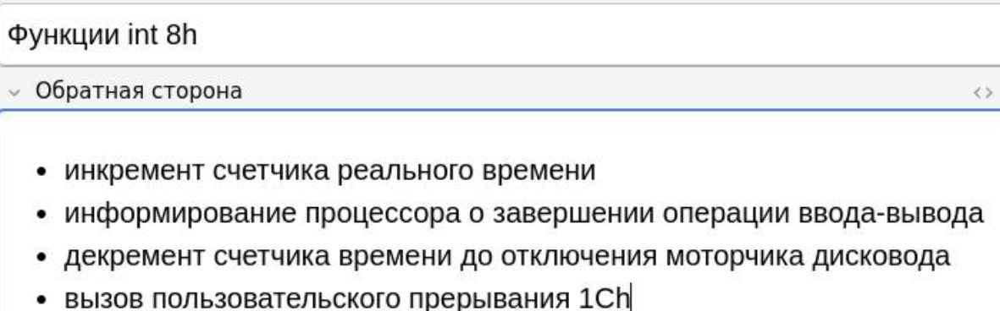 Функции int 8h
Обратная сторона
<>
• инкремент счетчика реального времени
• информирование процессора о завершении операции ввода-вывода
• декремент счетчика времени до отключения моторчика дисковода
• вызов пользовательского прерывания 1Ch